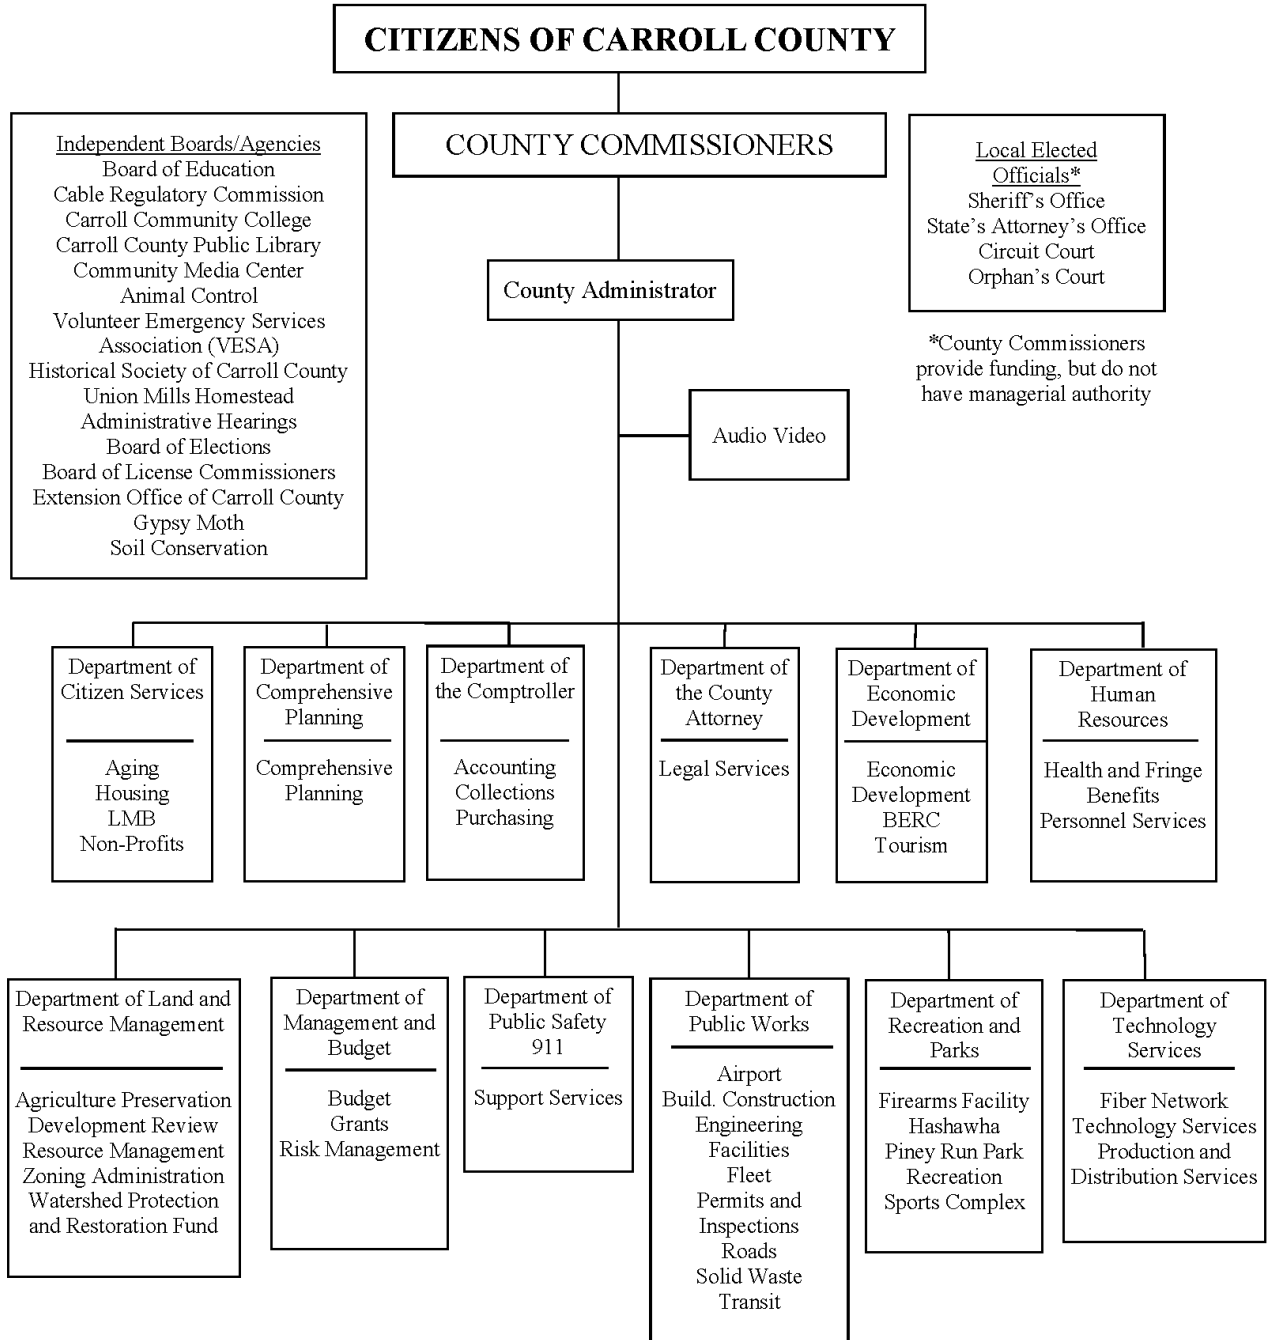 CITIZENS OF CARROLL COUNTY
COUNTY COMMISSIONERS
Independent Boards/Agencies
Board of Education
Cable Regulatory Commission
Carroll Community College
Carroll County Public Library
Community Media Center
Animal Control
Volunteer Emergency Services
Association (VESA)
Historical Society of Carroll County
Union Mills Homestead
Administrative Hearings
Board of Elections
Board of License Commissioners
Extension Office of Carroll County
Gypsy Moth
Soil Conservation
Local Elected
Officials*
Sheriff's Office
State's Attorney's Office
Circuit Court
Orphan's Court
*County Commissioners
provide funding, but do not
have managerial authority
County Administrator
Audio Video
Department of
Citizen Services
Aging
Housing
LMB
Non-Profits
Department of
Comprehensive
Planning
Comprehensive
Planning
Department of
the Comptroller
Accounting
Collections
Purchasing
Department of
the County
Attorney
Legal Services
Department of
Economic
Development
Economic
Development
BERC
Tourism
Department of
Human
Resources
Health and Fringe
Benefits
Personnel Services
Department of Land and
Resource Management
Agriculture Preservation
Development Review
Resource Management
Zoning Administration
Watershed Protection
and Restoration Fund
Department of
Management and
Budget
Budget
Grants
Risk Management
Department of
Public Safety
911
Support Services
Department of
Public Works
Airport
Build. Construction
Engineering
Facilities
Fleet
Permits and
Inspections
Roads
Solid Waste
Transit
Department of
Recreation and
Parks
Firearms Facility
Hashawha
Piney Run Park
Recreation
Sports Complex
Department of
Technology
Services
Fiber Network
Technology Services
Production and
Distribution Services